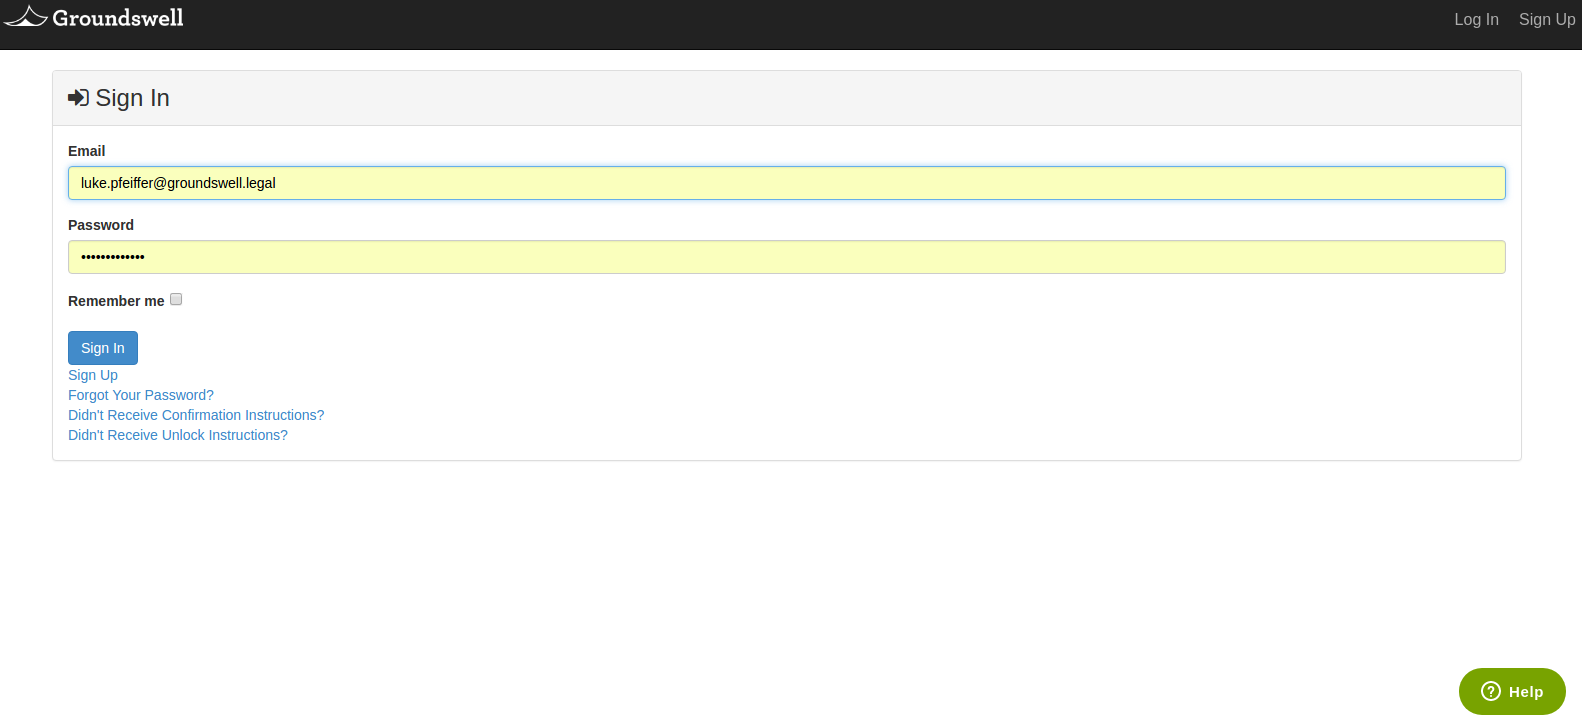 Groundswell
Log In Sign Up
Sign In
Email
luke.pfeiffer@groundswell.legal
Password
•••••••••••••
Remember me
Sign In
Sign Up
Forgot Your Password?
Didn't Receive Confirmation Instructions?
Didn't Receive Unlock Instructions?
Help